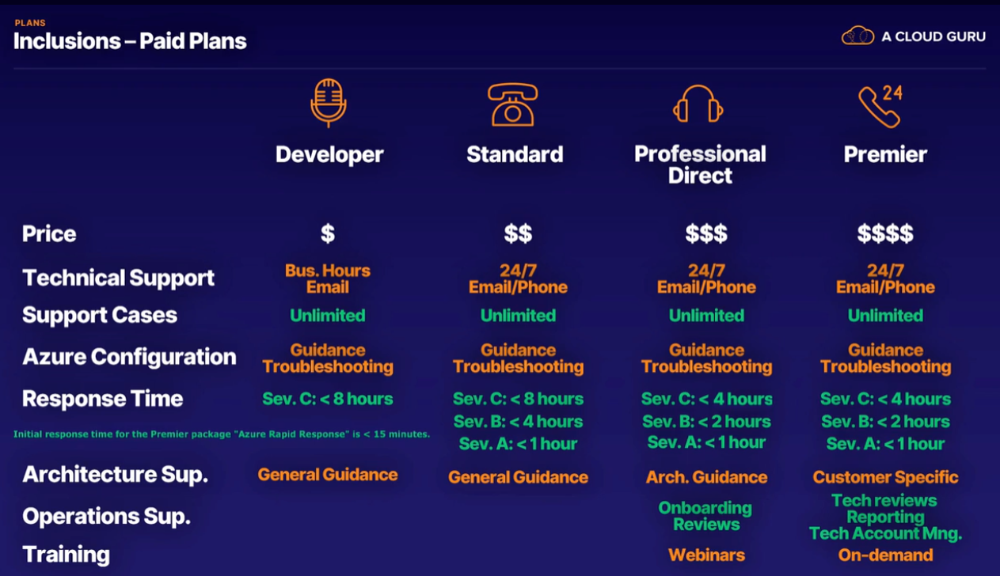 PLANS
Inclusions – Paid Plans
A CLOUD GURU
24
Developer
Standard
Professional
Direct
Premier
Price
$
$$
$$$
$$$$
Technical Support
Bus. Hours
Email
24/7
Email/Phone
24/7
Email/Phone
24/7
Email/Phone
Support Cases
Unlimited
Unlimited
Unlimited
Unlimited
Azure Configuration
Guidance
Troubleshooting
Guidance
Troubleshooting
Guidance
Troubleshooting
Guidance
Troubleshooting
Response Time
Sev. C: < 8 hours
Sev. C: < 8 hours
Sev. B: < 4 hours
Sev. A: < 1 hour
Sev. C: < 4 hours
Sev. B: < 2 hours
Sev. A: < 1 hour
Sev. C: < 4 hours
Sev. B: < 2 hours
Sev. A: < 1 hour
Initial response time for the Premier package "Azure Rapid Response" is < 15 minutes.
Architecture Sup.
General Guidance
General Guidance
Arch. Guidance
Customer Specific
Operations Sup.
Onboarding
Reviews
Tech reviews
Reporting
Tech Account Mng.
Training
Webinars
On-demand